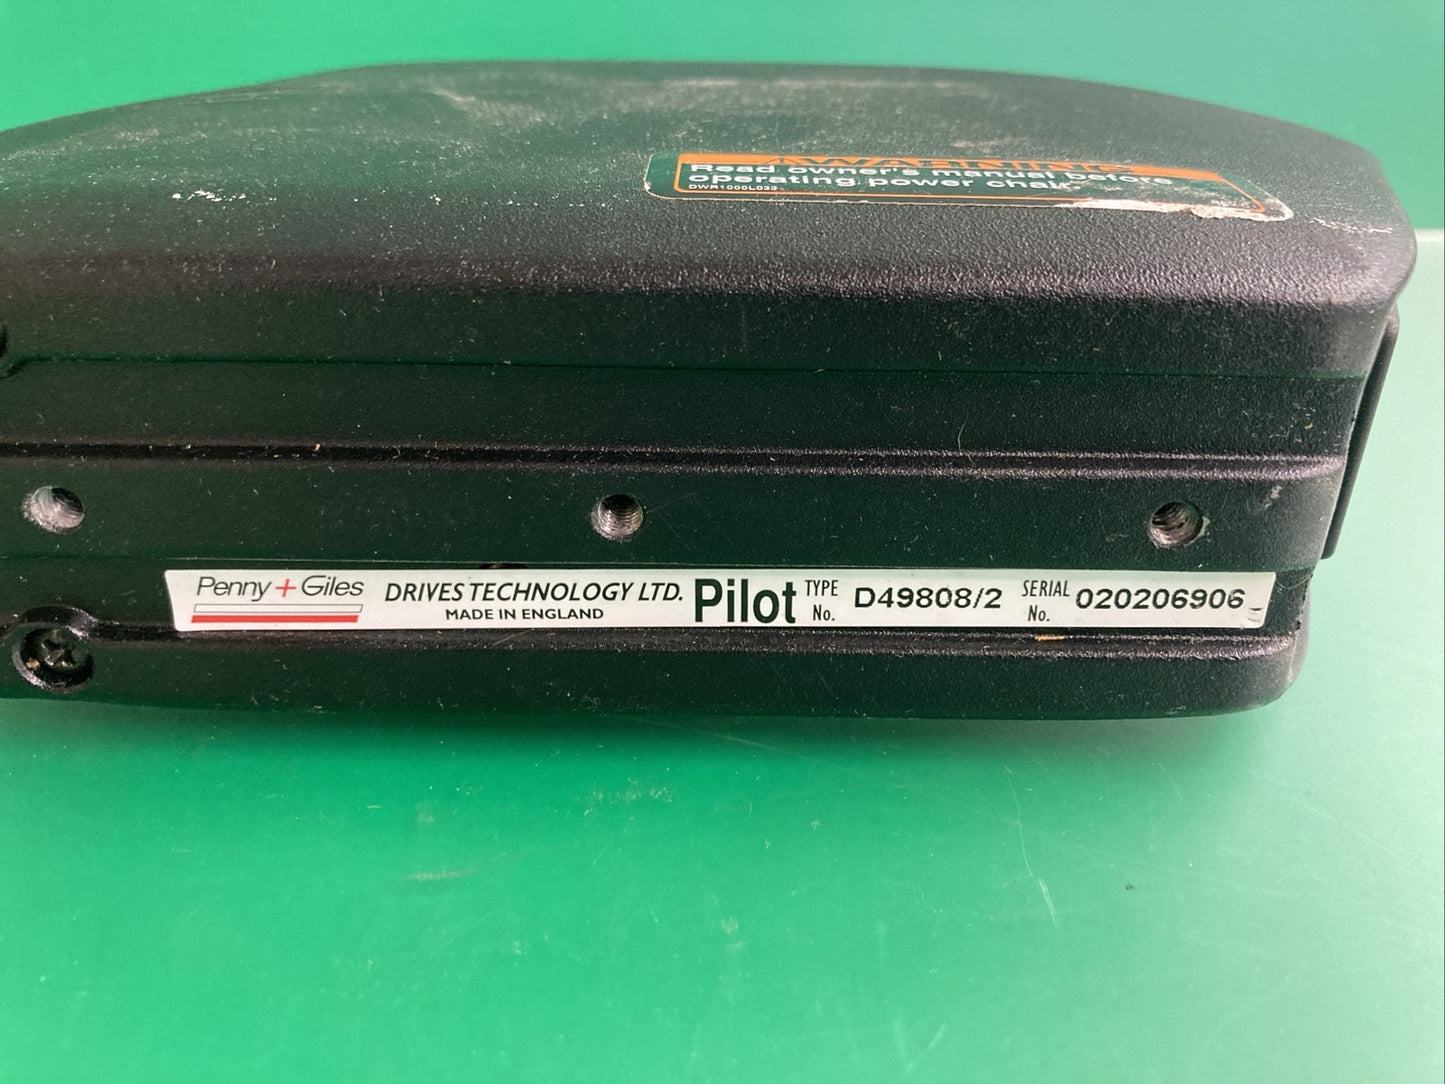 WARNING
Read owner's manual before
operating power chair.
DWR1000L033
Penny+Giles DRIVES TECHNOLOGY LTD. Pilot TYPE No. D49808/2 SERIAL No. 020206906
MADE IN ENGLAND